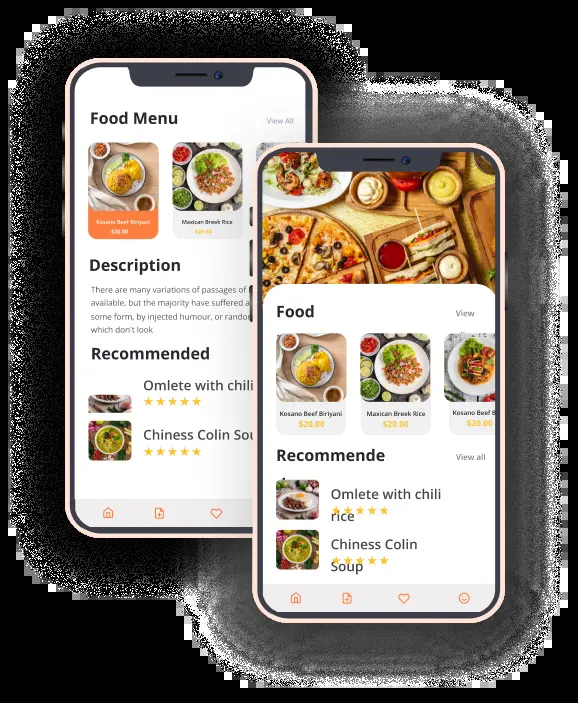 Food Menu
View All
Kosano Beef Biriyani
$20.00
Maxican Breek Rice
$20.00
Description
There are many variations of passages of
available, but the majority have suffered a
some form, by injected humour, or random
which don't look
Recommended
Omlete with chili
Chiness Colin Sou
Food
View
Kosano Beef Biriyani
$20.00
Maxican Breek Rice
$20.00
Kosano Beef B
$20.00
Recommende
View all
Omlete with chili
rice
Chiness Colin
Soup